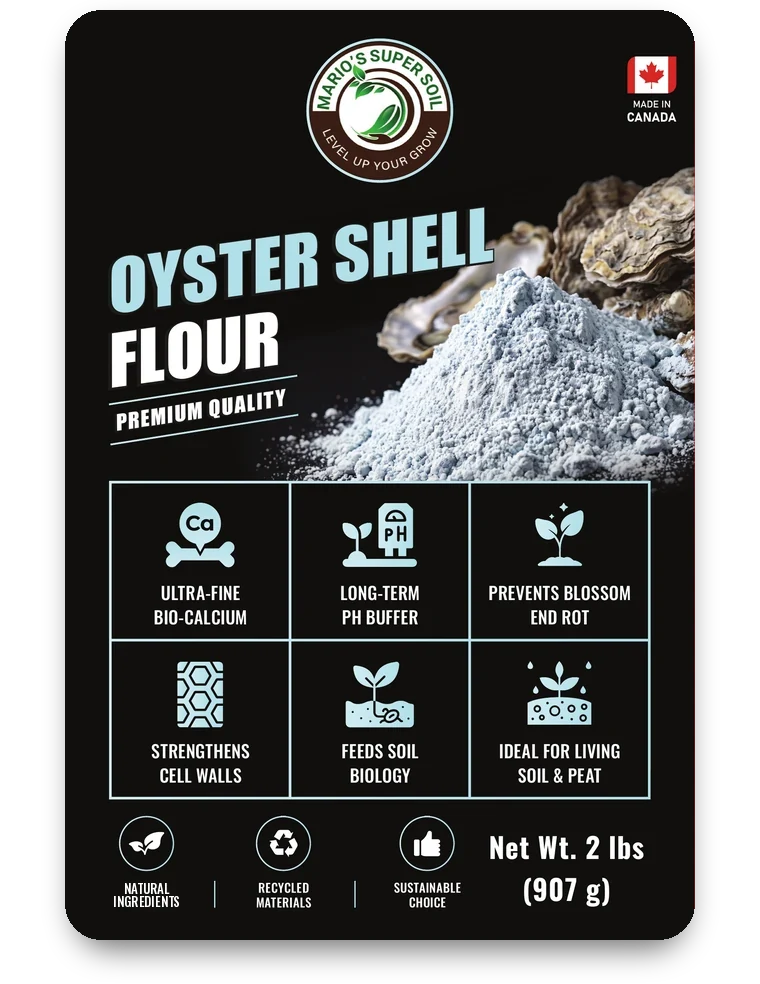 MARIO'S SUPER SOIL
LEVEL UP YOUR GROW
MADE IN
CANADA
OYSTER SHELL
FLOUR
PREMIUM QUALITY
Ca
PH
ULTRA-FINE
BIO-CALCIUM
LONG-TERM
PH BUFFER
PREVENTS BLOSSOM
END ROT
STRENGTHENS
CELL WALLS
FEEDS SOIL
BIOLOGY
IDEAL FOR LIVING
SOIL & PEAT
NATURAL
INGREDIENTS
RECYCLED
MATERIALS
SUSTAINABLE
CHOICE
Net Wt. 2 lbs
(907 g)